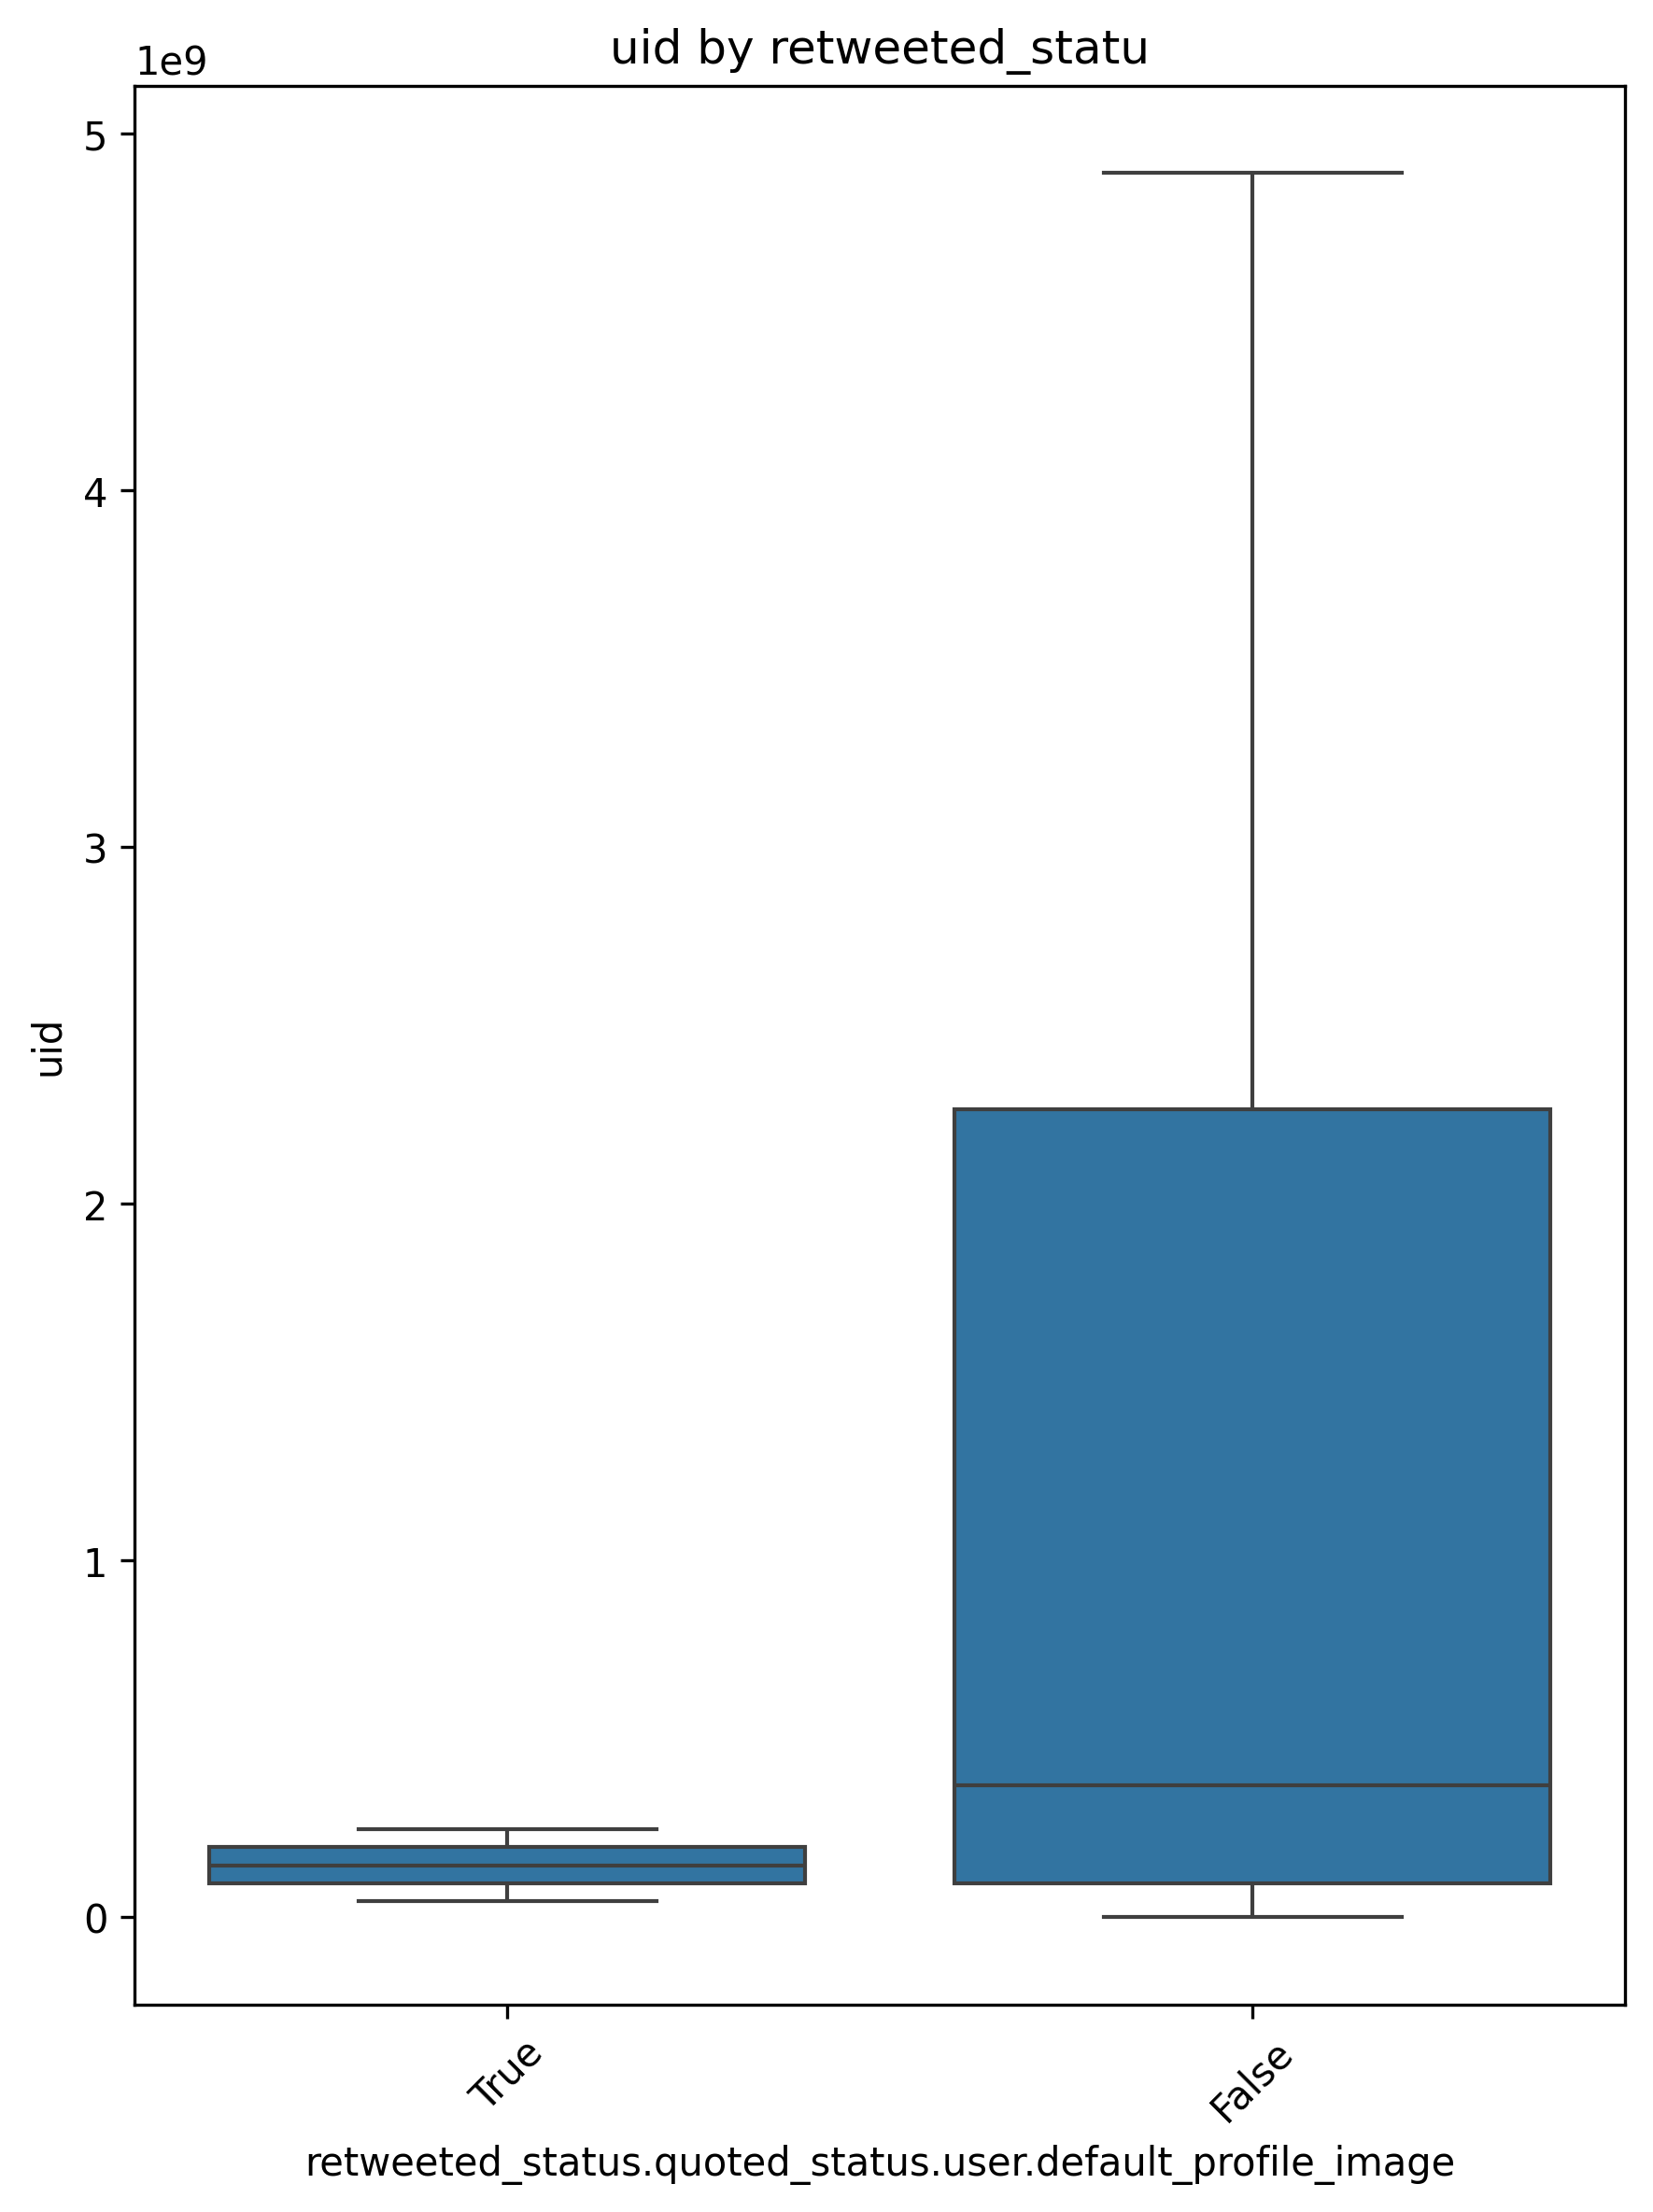 uid by retweeted_statu
1e9
5
4
3
2
1
0
uid
True
False
retweeted_status.quoted_status.user.default_profile_image